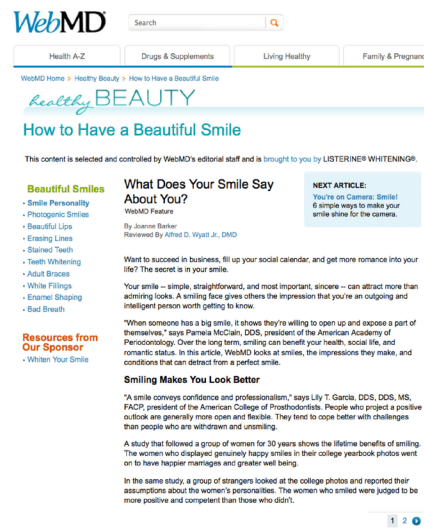 WebMD
Search
Health A-Z
Drugs & Supplements
Living Healthy
Family & Pregnanc
WebMD Home > Healthy Beauty > How to Have a Beautiful Smile
healthy BEAUTY
How to Have a Beautiful Smile
This content is selected and controlled by WebMD's editorial staff and is brought to you by LISTERINE® WHITENING®.
Beautiful Smiles
• Smile Personality
• Photogenic Smiles
• Beautiful Lips
• Erasing Lines
• Stained Teeth
• Teeth Whitening
• Adult Braces
• White Fillings
• Enamel Shaping
• Bad Breath
Resources from
Our Sponsor
• Whiten Your Smile
What Does Your Smile Say
About You?
WebMD Feature
By Joanne Barker
Reviewed By Alfred D. Wyatt Jr., DMD
NEXT ARTICLE:
You're on Camera: Smile!
6 simple ways to make your
smile shine for the camera.
Want to succeed in business, fill up your social calendar, and get more romance into your
life? The secret is in your smile.
Your smile -- simple, straightforward, and most important, sincere -- can attract more than
admiring looks. A smiling face gives others the impression that you're an outgoing and
intelligent person worth getting to know.
"When someone has a big smile, it shows they're willing to open up and expose a part of
themselves," says Pamela McClain, DDS, president of the American Academy of
Periodontology. Over the long term, smiling can benefit your health, social life, and
romantic status. In this article, WebMD looks at smiles, the impressions they make, and
conditions that can detract from a perfect smile.
Smiling Makes You Look Better
"A smile conveys confidence and professionalism," says Lily T. Garcia, DDS, DDS, MS,
FACP, president of the American College of Prosthodontists. People who project a positive
outlook are generally more open and flexible. They tend to cope better with challenges
than people who are withdrawn and unsmiling.
A study that followed a group of women for 30 years shows the lifetime benefits of smiling.
The women who displayed genuinely happy smiles in their college yearbook photos went
on to have happier marriages and greater well being.
In the same study, a group of strangers looked at the college photos and reported their
assumptions about the women's personalities. The women who smiled were judged to be
more positive and competent than those who didn't.
1 2